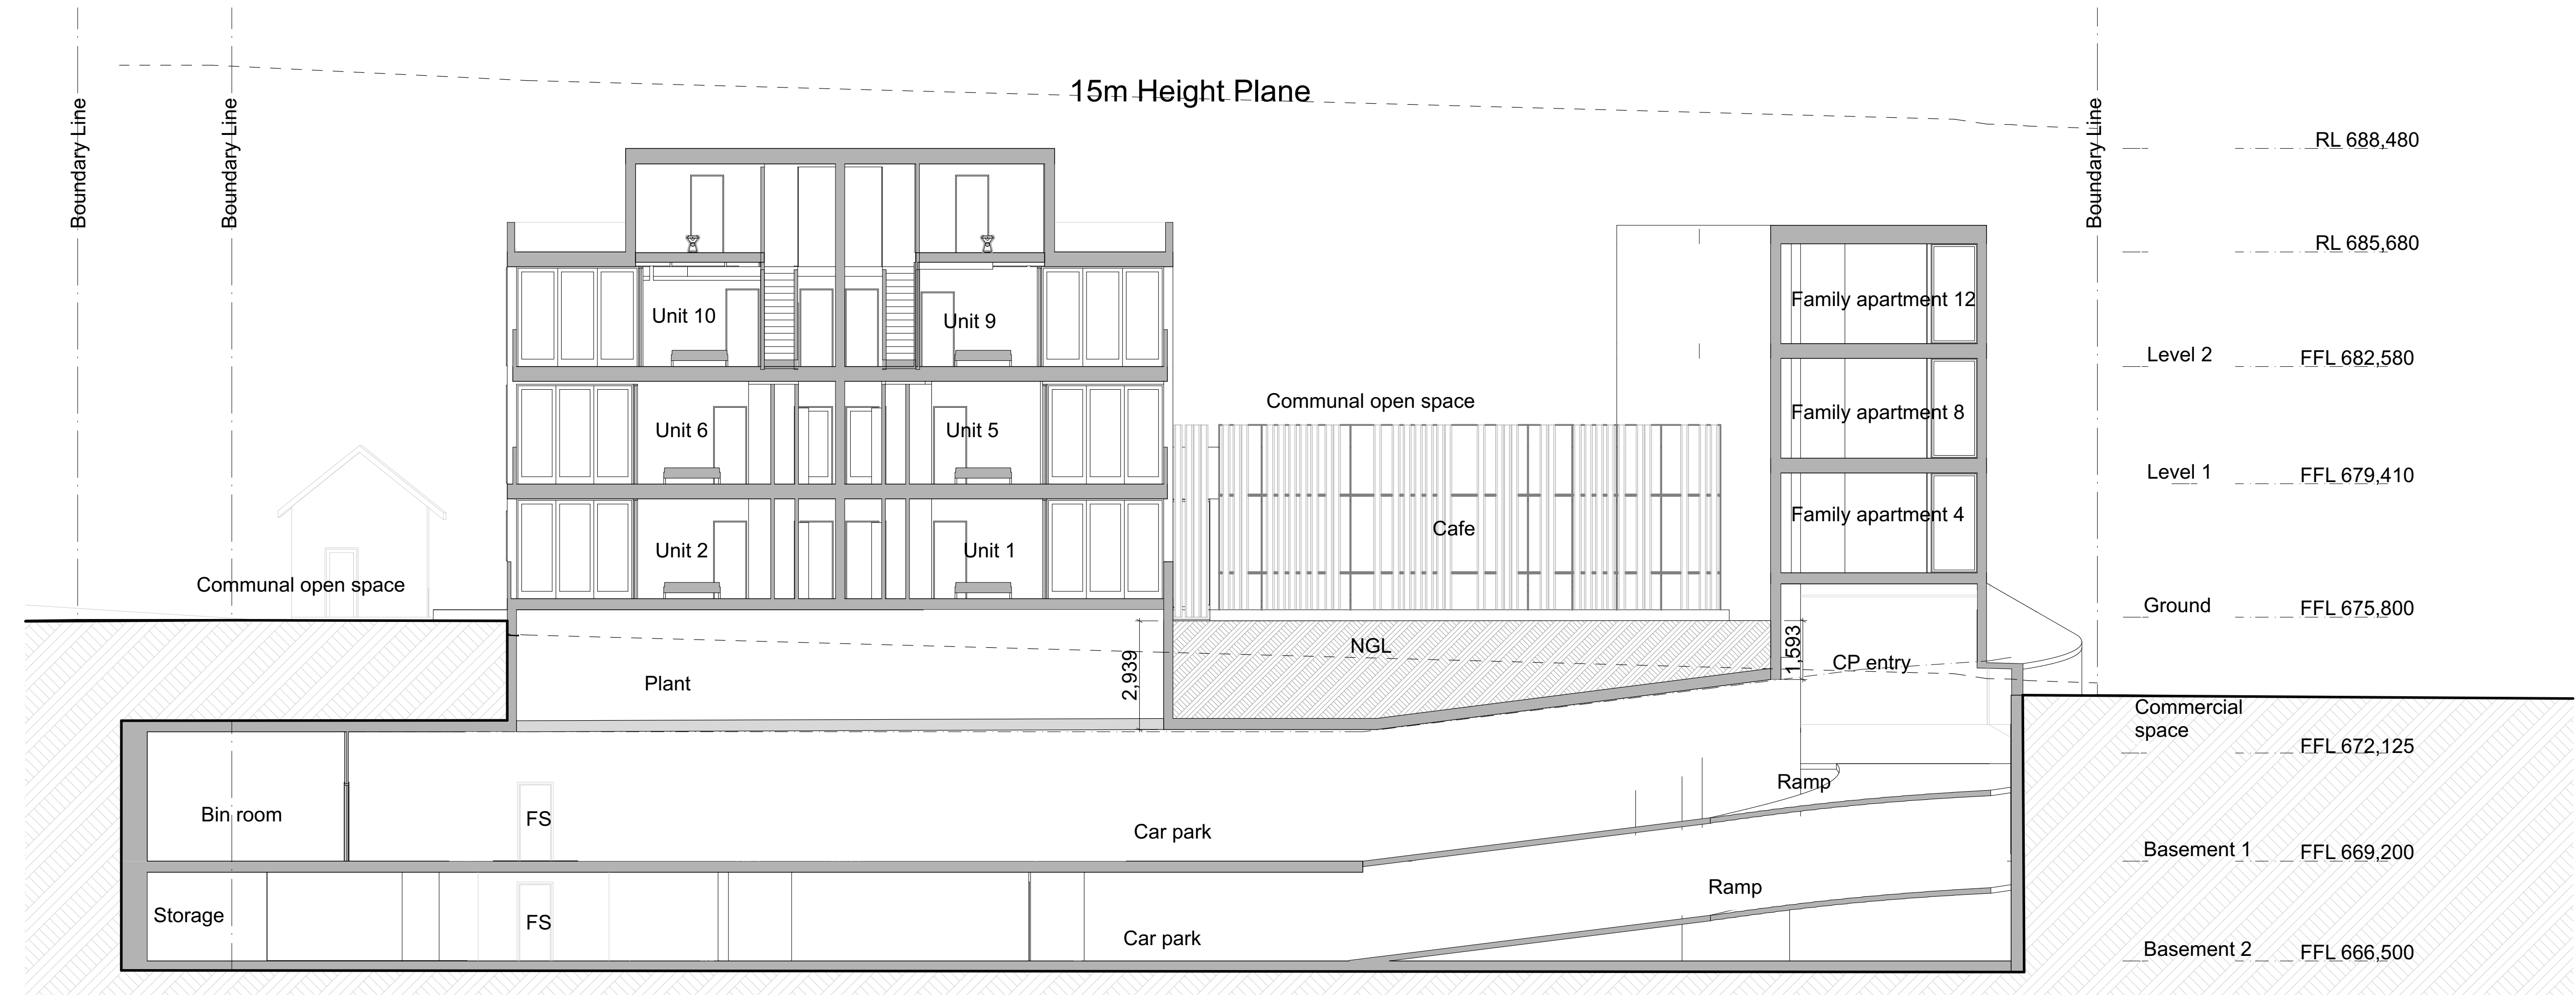 15m Height Plane
Boundary Line
Boundary Line
Boundary Line
RL 688,480
RL 685,680
Family apartment 12
Unit 10
Unit 9
Level 2
FFL 682,580
Communal open space
Family apartment 8
Unit 6
Unit 5
Level 1
FFL 679,410
Family apartment 4
Cafe
Unit 2
Unit 1
Communal open space
Ground
FFL 675,800
NGL
1,593
CP entry
2,939
Plant
Commercial
space
FFL 672,125
Ramp
Bin room
FS
Car park
Basement 1
FFL 669,200
Ramp
Storage
FS
Car park
Basement 2
FFL 666,500